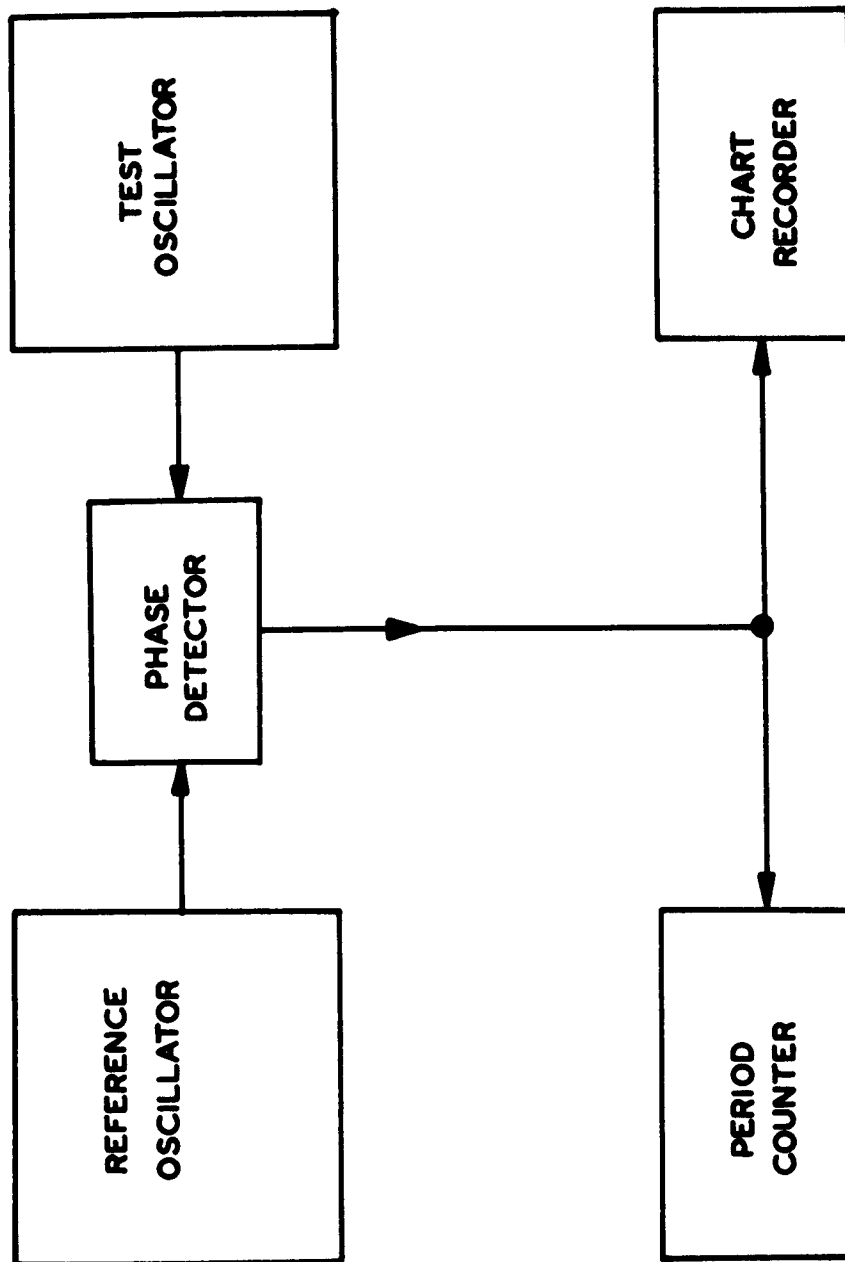 REFERENCE
OSCILLATOR
PHASE
DETECTOR
TEST
OSCILLATOR
PERIOD
COUNTER
CHART
RECORDER